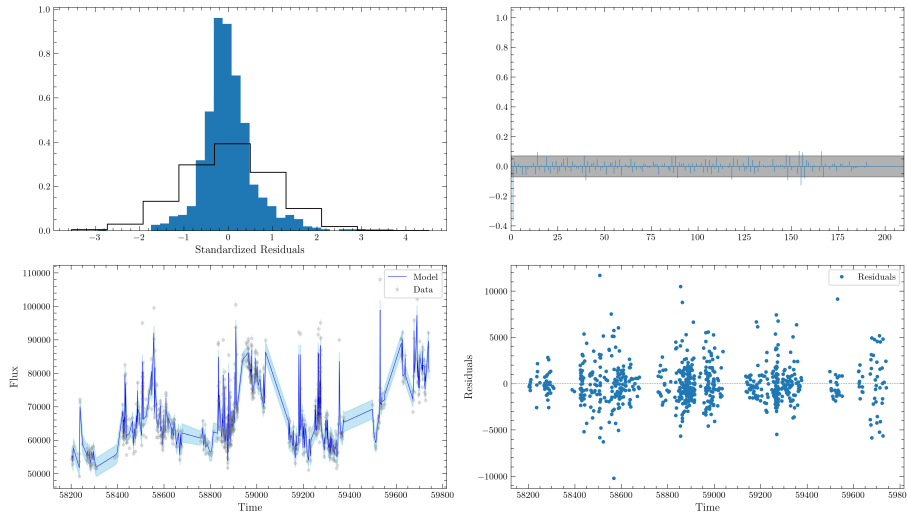 1.0
0.8
0.6
0.4
0.2
0.0
−3 −2 −1 0 1 2 3 4
Standardized Residuals
1.0
0.8
0.6
0.4
0.2
0.0
−0.2
−0.4
0 25 50 75 100 125 150 175 200
110000
100000
90000
80000
70000
60000
50000
Flux
Model
Data
58200 58400 58600 58800 59000 59200 59400 59600 59800
Time
10000
5000
0
−5000
−10000
Residuals
Residuals
58200 58400 58600 58800 59000 59200 59400 59600 5980
Time